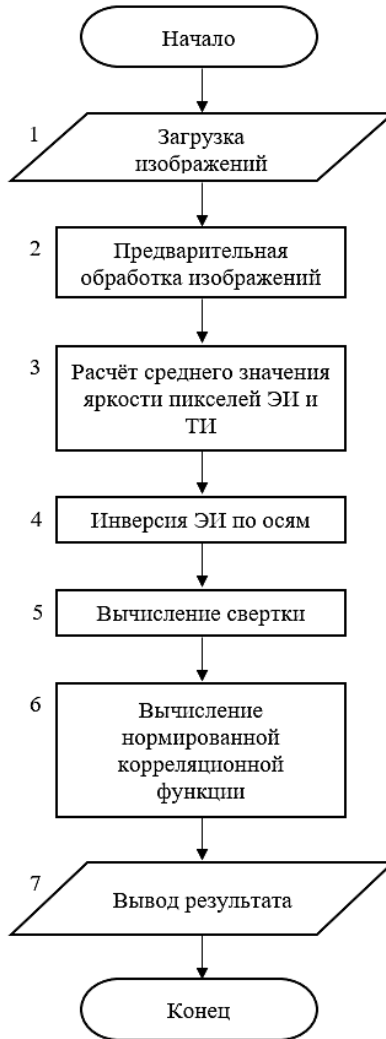 Начало
1
Загрузка
изображений
2
Предварительная
обработка изображений
3
Расчёт среднего значения
яркости пикселей ЭИ и
ТИ
4
Инверсия ЭИ по осям
5
Вычисление свертки
6
Вычисление
нормированной
корреляционной
функции
7
Вывод результата
Конец